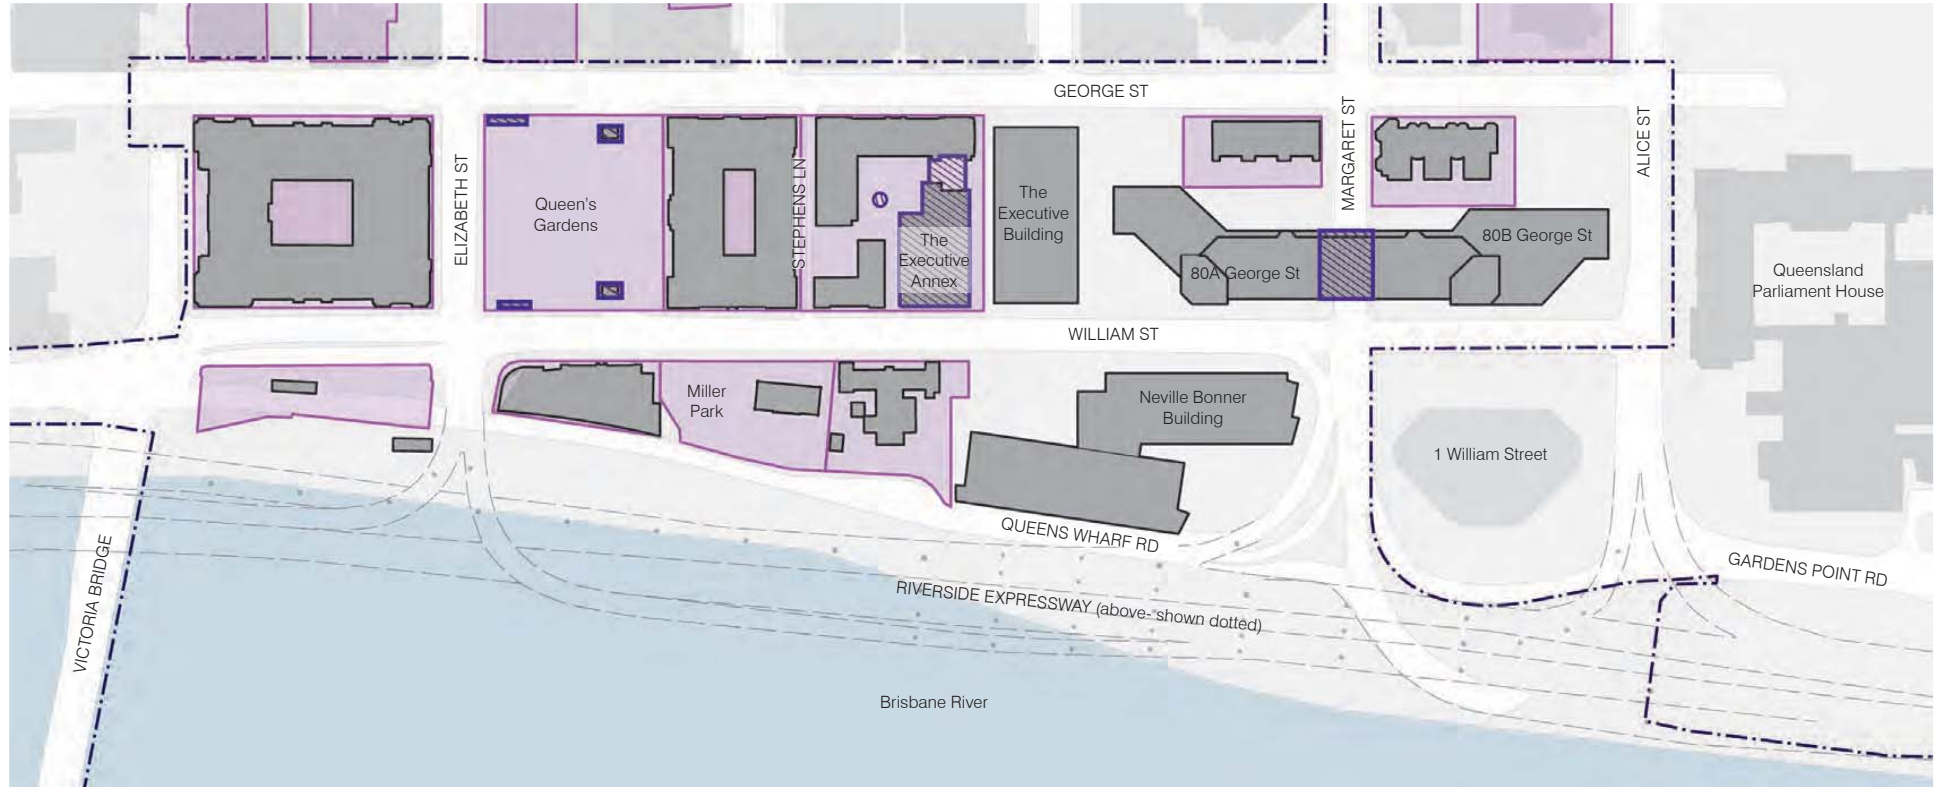 GEORGE ST
ELIZABETH ST
STEPHENS LN
MARGARET ST
ALICE ST
Queen's
Gardens
The
Executive
Annex
The
Executive
Building
80A George St
80B George St
Queensland
Parliament House
WILLIAM ST
Miller
Park
Neville Bonner
Building
1 William Street
QUEENS WHARF RD
RIVERSIDE EXPRESSWAY (above- shown dotted)
GARDENS POINT RD
VICTORIA BRIDGE
Brisbane River